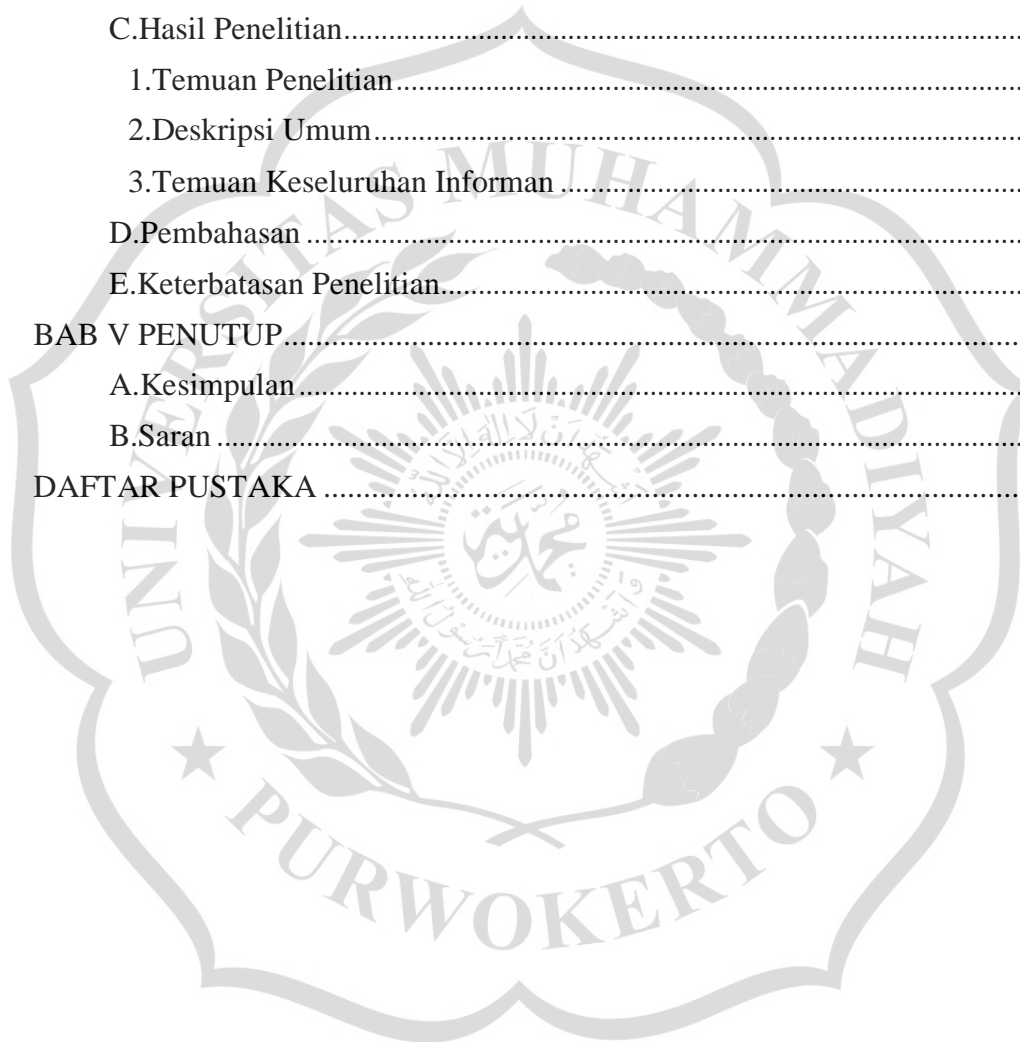 C.Hasil Penelitian............................................................
1.Temuan Penelitian............................................................
2.Deskripsi Umum............................................................
3.Temuan Keseluruhan Informan ............................................................
D.Pembahasan ............................................................
E.Keterbatasan Penelitian............................................................
BAB V PENUTUP............................................................
A.Kesimpulan............................................................
B.Saran ............................................................
DAFTAR PUSTAKA ............................................................
UNIVERSITAS MUHAMMADIYAH
PURWOKERTO